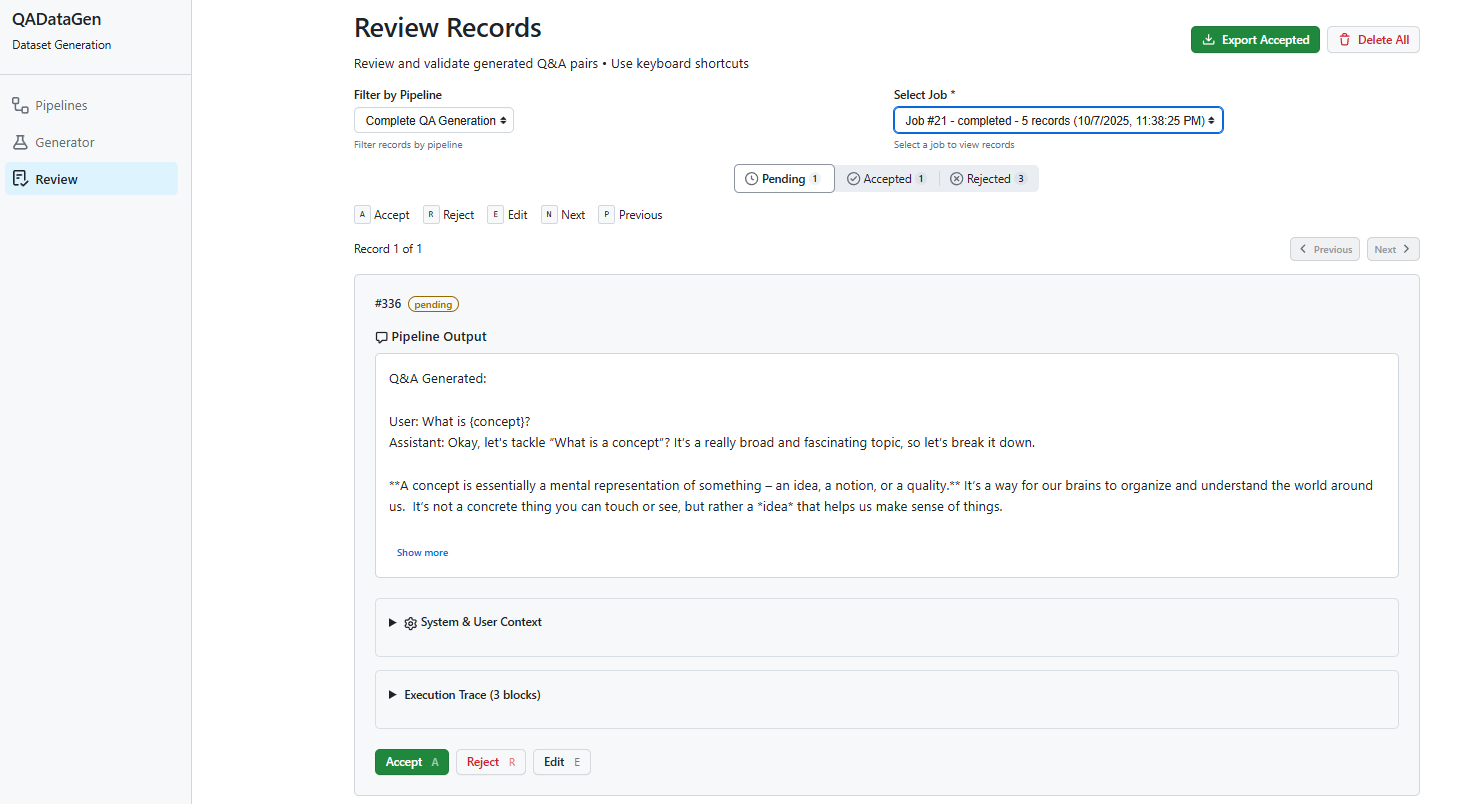 QADataGen
Dataset Generation
Pipelines
Generator
Review
Review Records
Review and validate generated Q&A pairs • Use keyboard shortcuts
Export Accepted
Delete All
Filter by Pipeline
Complete QA Generation
Filter records by pipeline
Select Job *
Job #21 - completed - 5 records (10/7/2025, 11:38:25 PM)
Select a job to view records
Pending 1
Accepted 1
Rejected 3
A Accept R Reject E Edit N Next P Previous
Record 1 of 1
Previous
Next
#336 pending
Pipeline Output
Q&A Generated:
User: What is {concept}?
Assistant: Okay, let's tackle “What is a concept”? It’s a really broad and fascinating topic, so let’s break it down.
**A concept is essentially a mental representation of something – an idea, a notion, or a quality.** It’s a way for our brains to organize and understand the world around
us.  It’s not a concrete thing you can touch or see, but rather a *idea* that helps us make sense of things.
Show more
System & User Context
Execution Trace (3 blocks)
Accept A
Reject R
Edit E